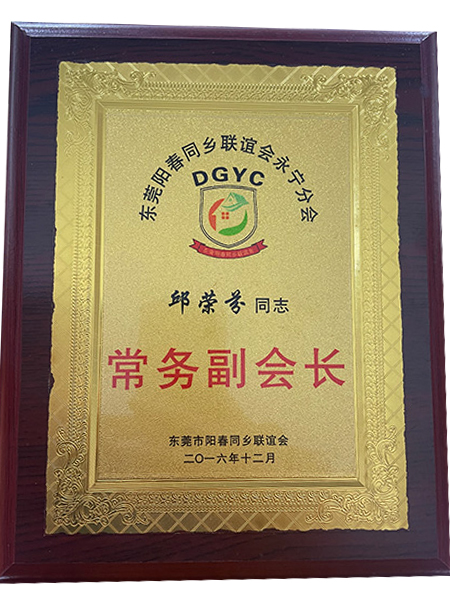 东莞阳春同乡联谊会永宁分会
DGYC
邱荣芬 同志
常务副会长
东莞市阳春同乡联谊会
二〇一六年十二月